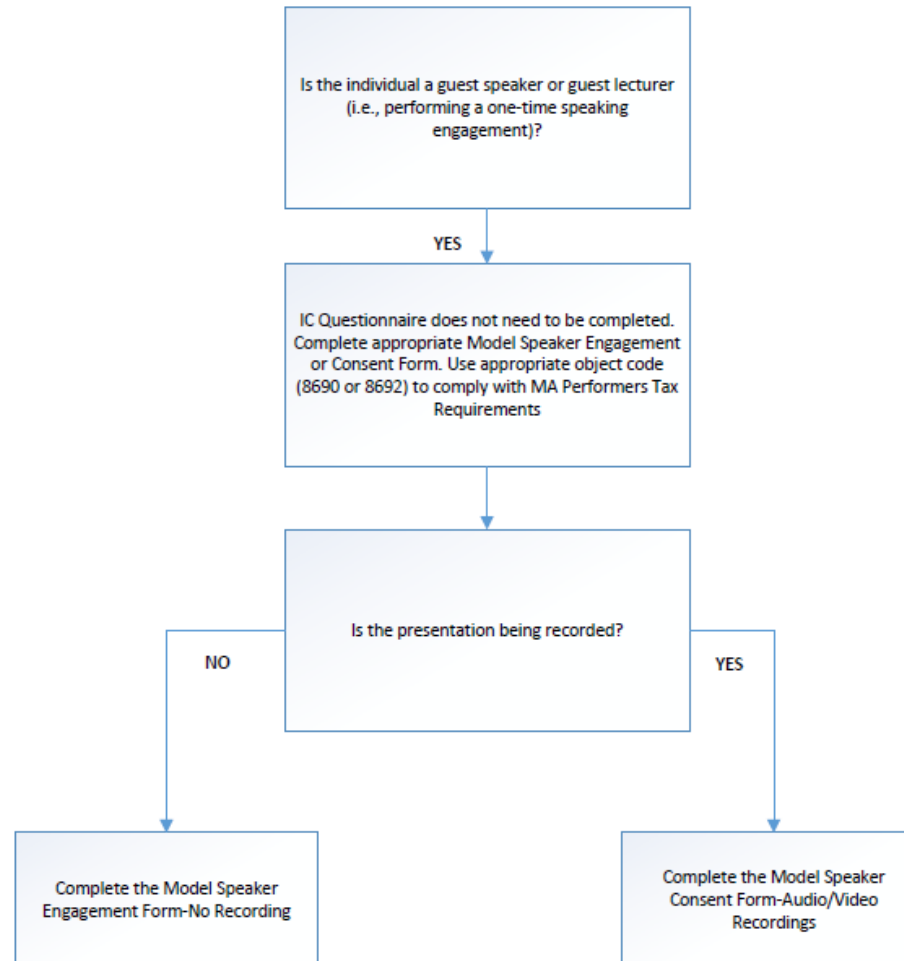 Is the individual a guest speaker or guest lecturer
(i.e., performing a one-time speaking
engagement)?
YES
IC Questionnaire does not need to be completed.
Complete appropriate Model Speaker Engagement
or Consent Form. Use appropriate object code
(8690 or 8692) to comply with MA Performers Tax
Requirements
Is the presentation being recorded?
NO
YES
Complete the Model Speaker
Engagement Form-No Recording
Complete the Model Speaker
Consent Form-Audio/Video
Recordings